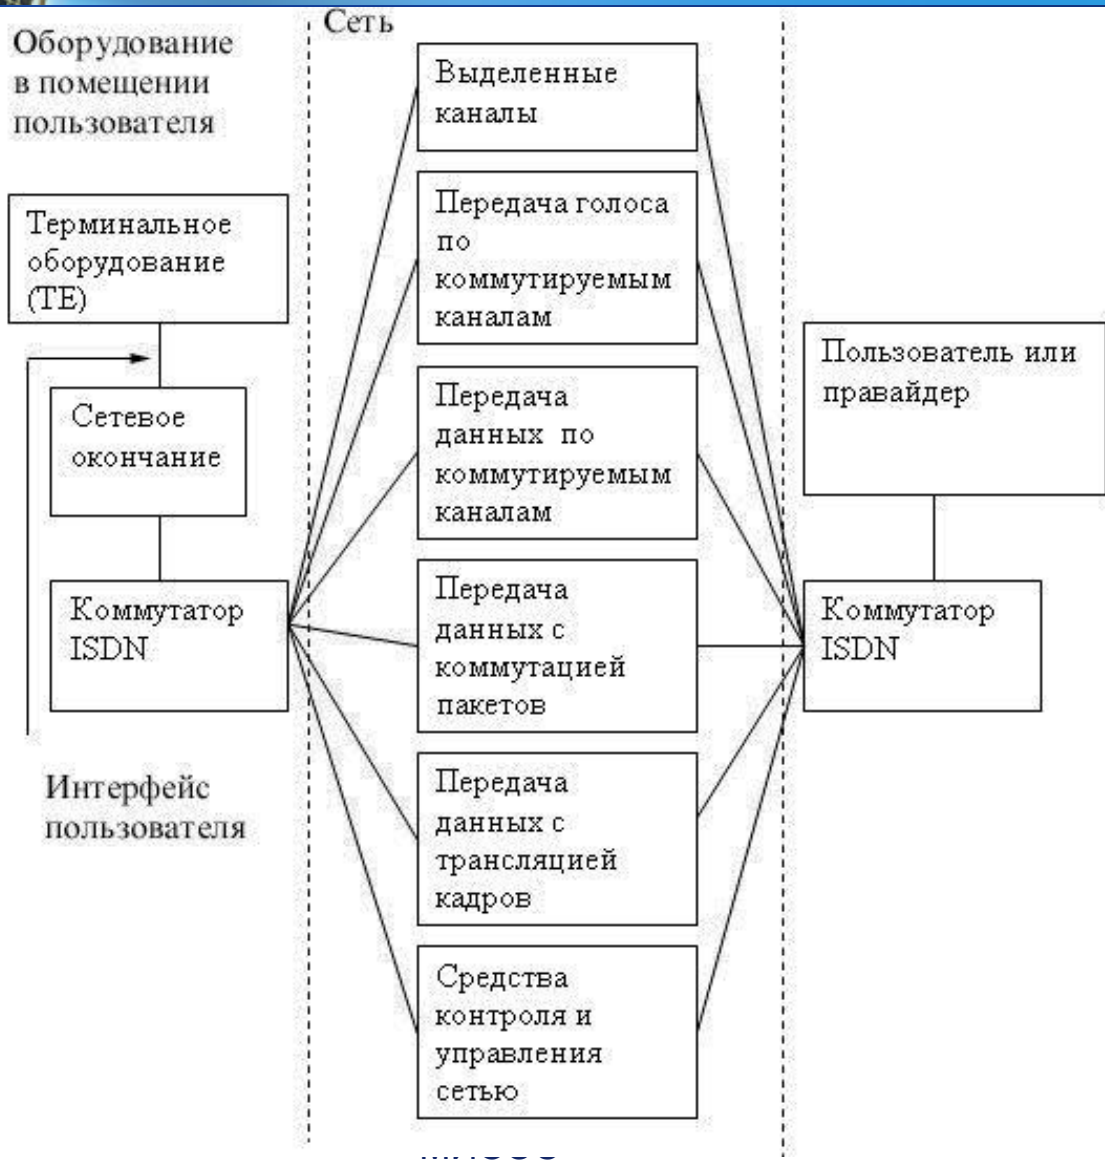 Оборудование
в помещении
пользователя
Сеть
Выделенные
каналы
Терминальное
оборудование
(TE)
Передача голоса
по
коммутируемым
каналам
Сетевое
окончание
Передача
данных по
коммутируемым
каналам
Пользователь или
правайдер
Коммутатор
ISDN
Передача
данных с
коммутацией
пакетов
Коммутатор
ISDN
Интерфейс
пользователя
Передача
данных с
трансляцией
кадров
Средства
контроля и
управления
сетью